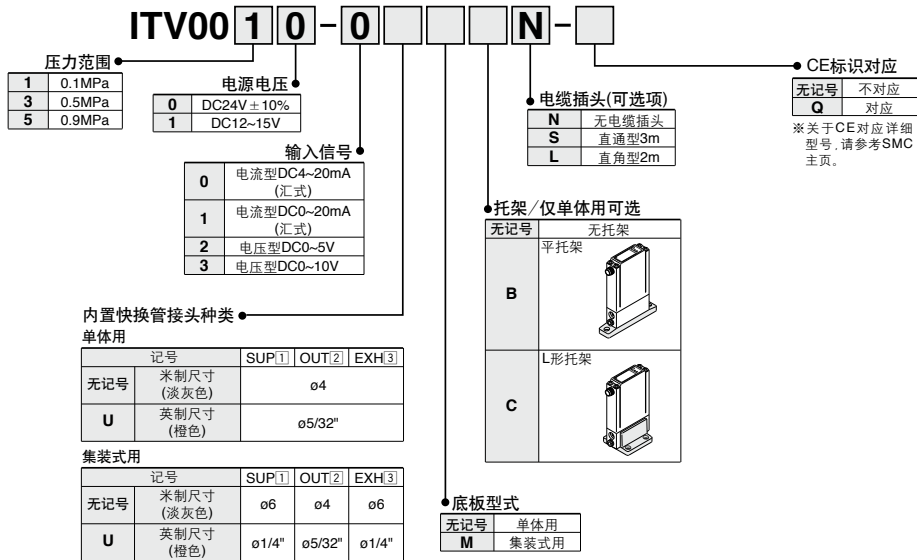 ITV00 1 0 - 0 N -
压力范围
1 0.1MPa
3 0.5MPa
5 0.9MPa
电源电压
0 DC24V±10%
1 DC12~15V
输入信号
0 电流型DC4~20mA
(汇式)
1 电流型DC0~20mA
(汇式)
2 电压型DC0~5V
3 电压型DC0~10V
内置快换管接头种类
单体用
记号 SUP1 OUT2 EXH3
无记号 米制尺寸
(淡灰色) ø4
U 英制尺寸
(橙色) ø5/32"
集装式用
记号 SUP1 OUT2 EXH3
无记号 米制尺寸
(淡灰色) ø6 ø4 ø6
U 英制尺寸
(橙色) ø1/4" ø5/32" ø1/4"
底板型式
无记号 单体用
M 集装式用
托架/仅单体用可选
无记号 无托架
B 平托架
C L形托架
电缆插头(可选项)
N 无电缆插头
S 直通型3m
L 直角型2m
CE标识对应
无记号 不对应
Q 对应
※关于CE对应详细
型号,请参考SMC
主页。